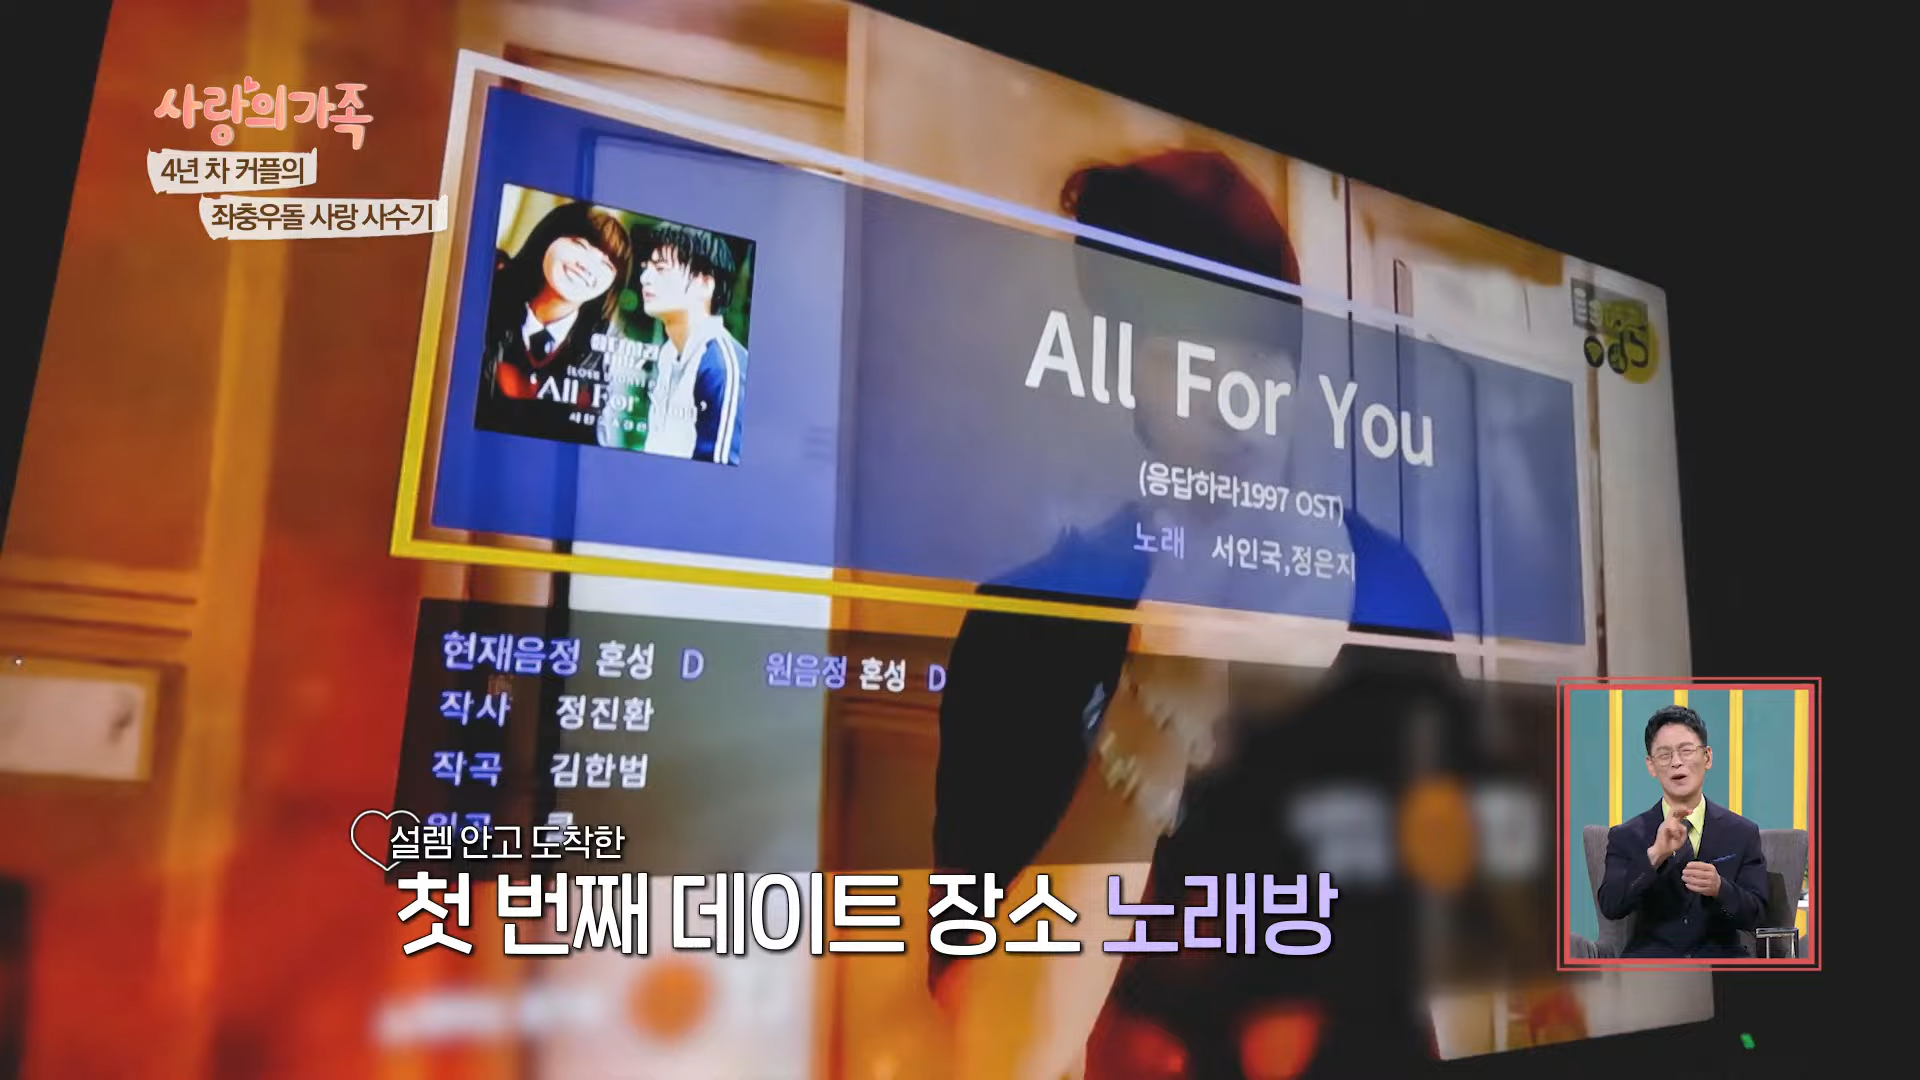 사랑의 가족
4년 차 커플의
좌충우돌 사랑 사수기
All For You
(응답하라1997 OST)
노래 서인국,정은지
'All For You'
15
현재음정 혼성 D 원음정 혼성 D
작사 정진환
작곡 김한범
설렘 안고 도착한
첫 번째 데이트 장소 노래방